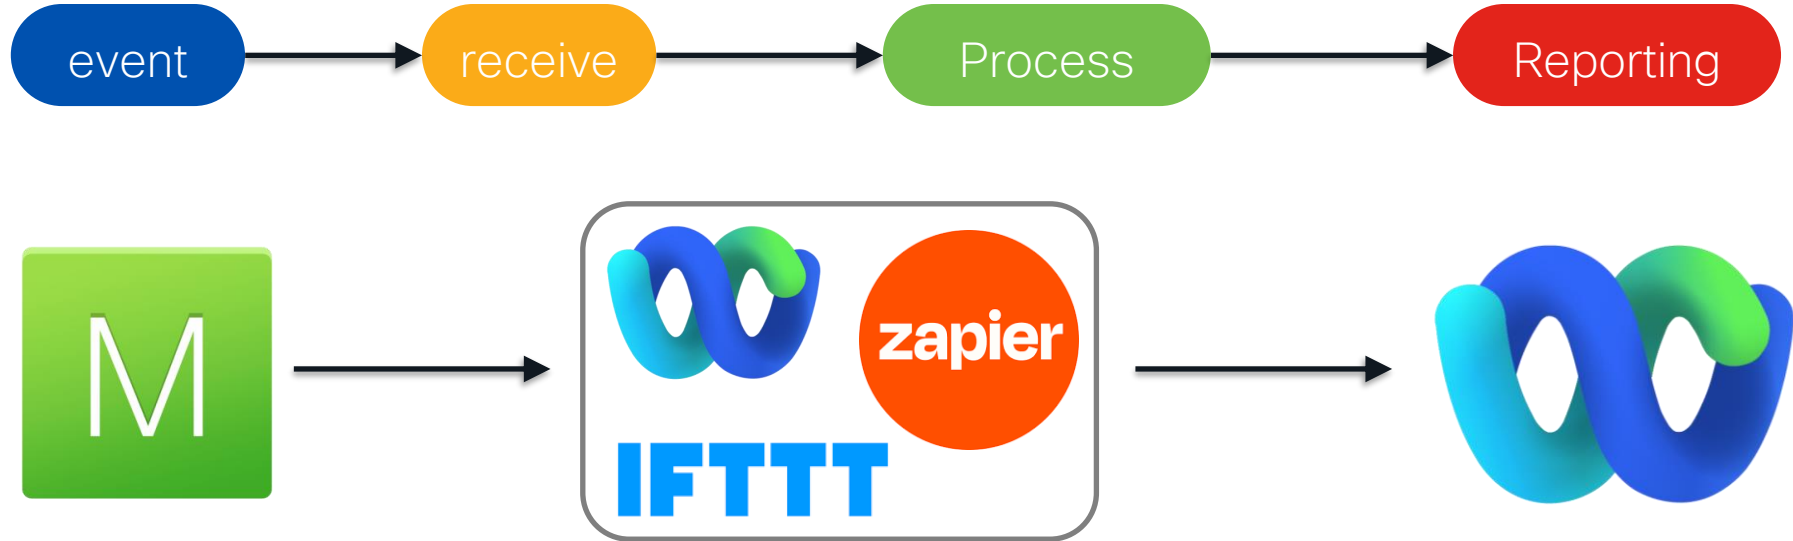 event
receive
Process
Reporting
M
zapier
IFTTT